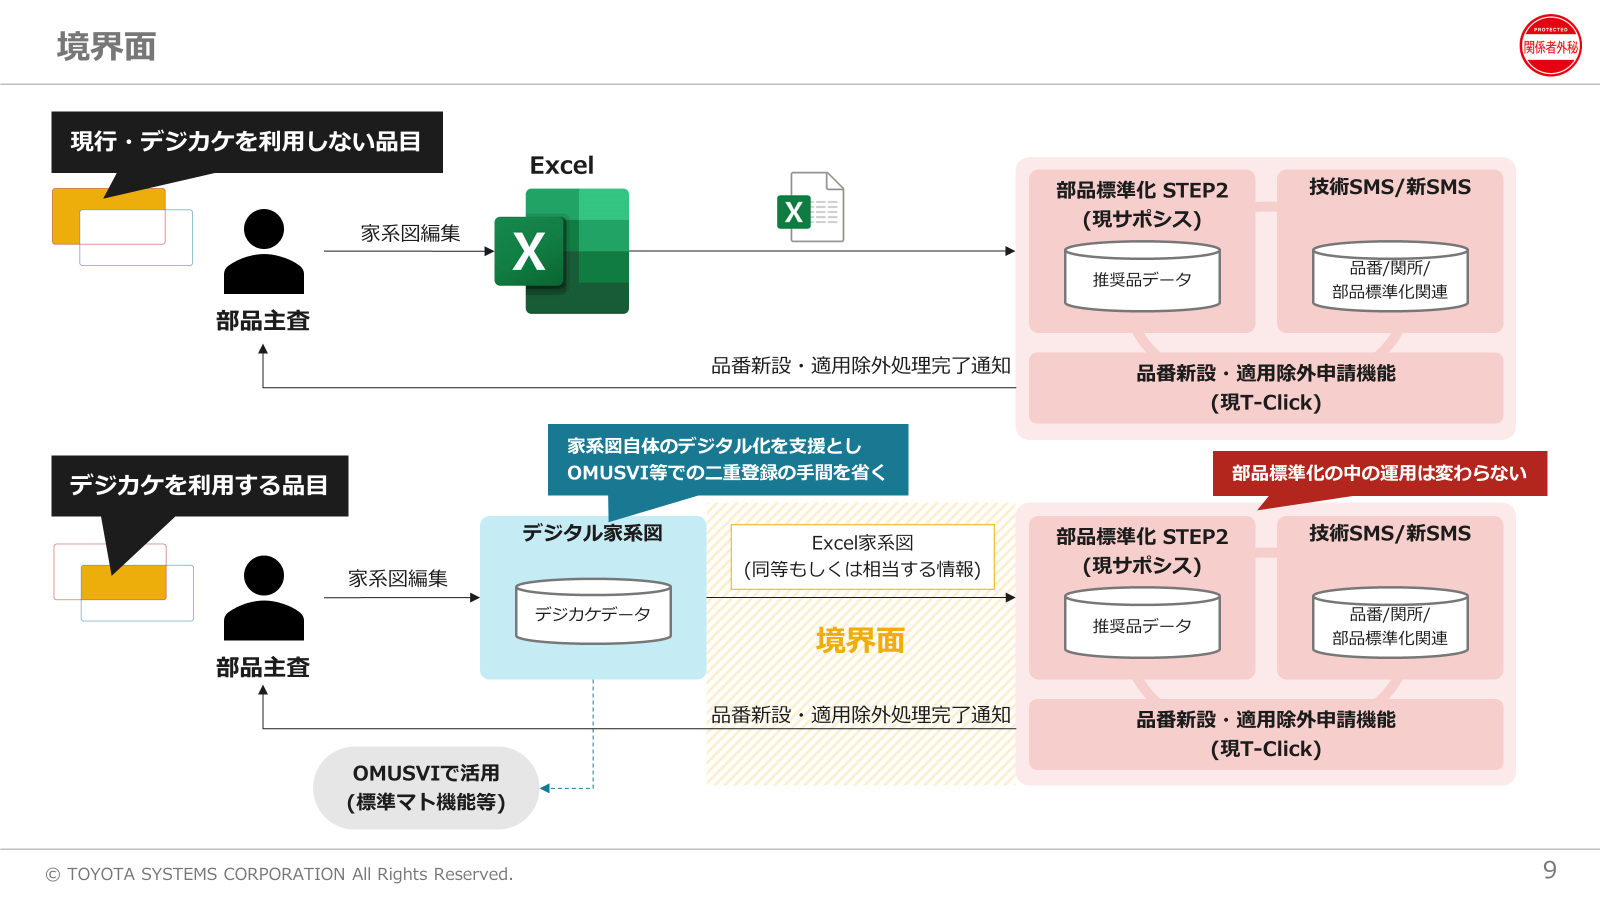 境界面
PROTECTED
関係者外秘
現行・デジカケを利用しない品目
部品主査
家系図編集
Excel
X
X
部品標準化 STEP2
(現サポシス)
推奨品データ
技術SMS/新SMS
品番/関所/
部品標準化関連
品番新設・適用除外申請機能
(現T-Click)
品番新設・適用除外処理完了通知
デジカケを利用する品目
部品主査
家系図編集
家系図自体のデジタル化を支援とし
OMUSVI等での二重登録の手間を省く
デジタル家系図
デジカケデータ
Excel家系図
(同等もしくは相当する情報)
境界面
品番新設・適用除外処理完了通知
部品標準化の中の運用は変わらない
部品標準化 STEP2
(現サポシス)
推奨品データ
技術SMS/新SMS
品番/関所/
部品標準化関連
品番新設・適用除外申請機能
(現T-Click)
OMUSVIで活用
(標準マト機能等)
© TOYOTA SYSTEMS CORPORATION All Rights Reserved.
9